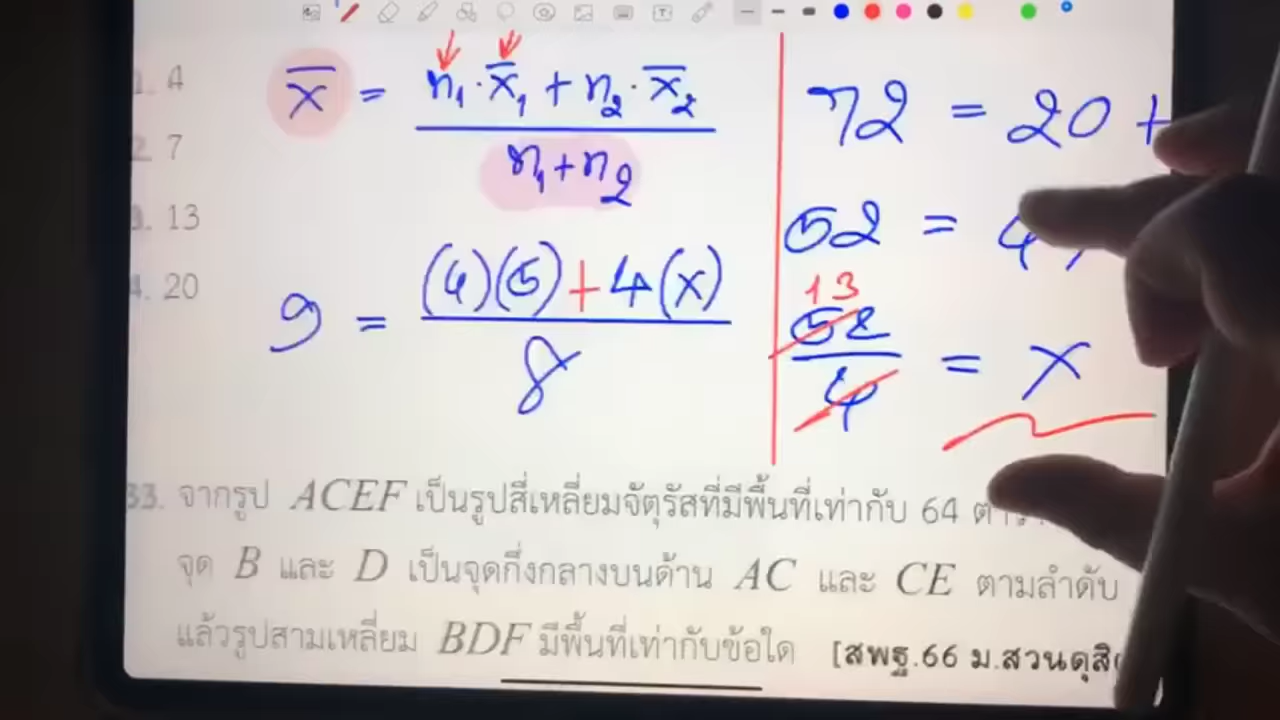 1. 4
2. 7
3. 13
4. 20
x̄ = (n₁·x̄₁ + n₂·x̄₂) / (n₁+n₂)
9 = ((4)(5) + 4(x)) / 8
72 = 20 +
52 = 4
13
52/4 = x
33. จากรูป ACEF เป็นรูปสี่เหลี่ยมจัตุรัสที่มีพื้นที่เท่ากับ 64
จุด B และ D เป็นจุดกึ่งกลางบนด้าน AC และ CE ตามลำดับ
แล้วรูปสามเหลี่ยม BDF มีพื้นที่เท่ากับข้อใด [สพฐ.66 ม.สวนดุสิ